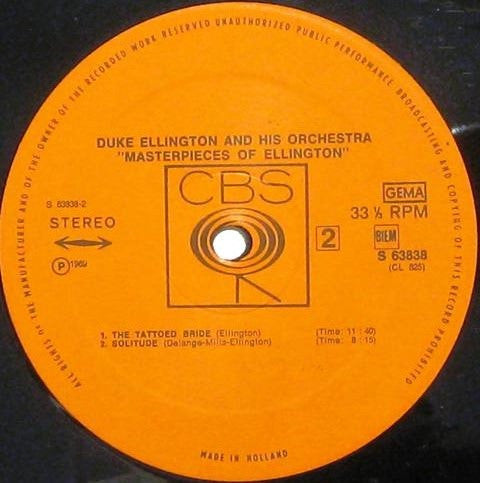 ALL RIGHTS OF THE MANUFACTURER AND OF THE OWNER OF THE RECORDED WORK RESERVED UNAUTHORIZED PUBLIC PERFORMANCE BROADCASTING AND COPYING OF THIS RECORD PROHIBITED
DUKE ELLINGTON AND HIS ORCHESTRA
"MASTERPIECES OF ELLINGTON"
CBS
S 63838-2
STEREO
P 1969
GEMA
33 ⅓ RPM
2
BIEM
S 63838
(CL 825)
1. THE TATTOED BRIDE (Ellington) (Time: 11:40)
2. SOLITUDE (Delange-Mills-Ellington) (Time: 8:15)
MADE IN HOLLAND